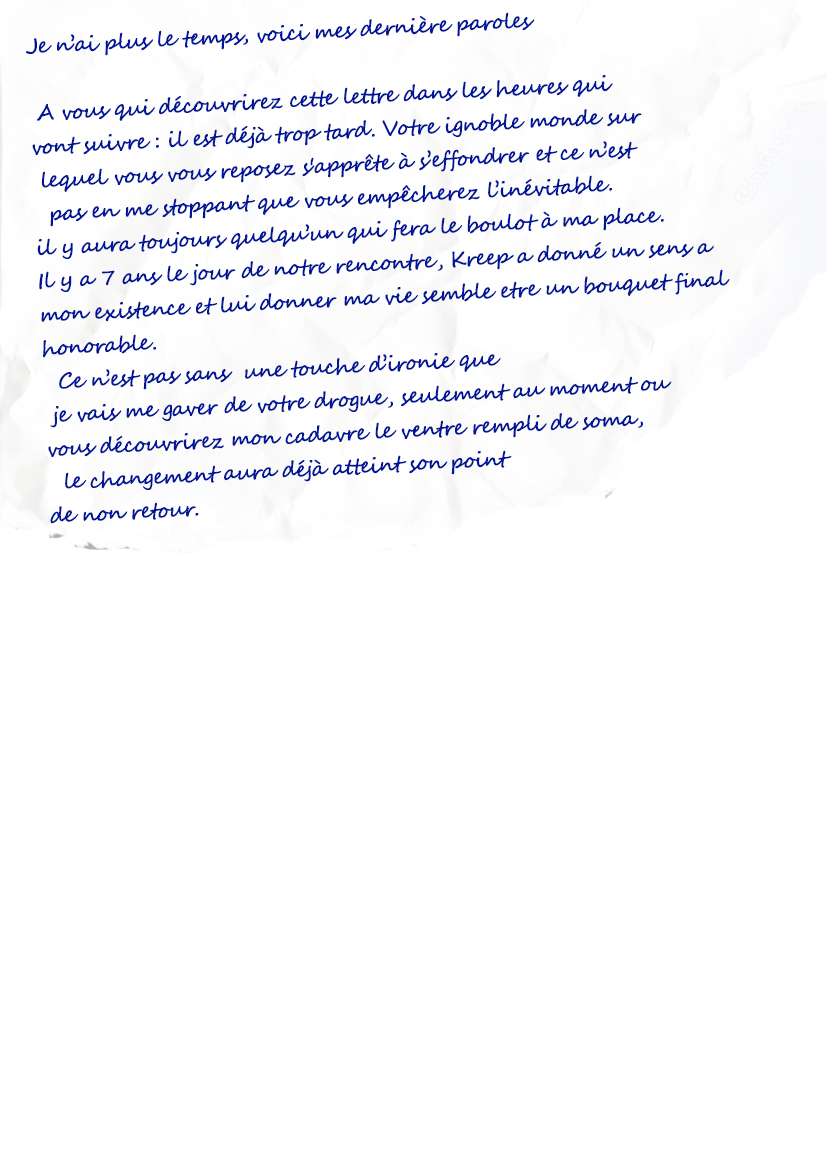 Je n'ai plus le temps, voici mes dernière paroles
A vous qui découvrirez cette lettre dans les heures qui
vont suivre : il est déjà trop tard. Votre ignoble monde sur
lequel vous vous reposez s'apprête à s'effondrer et ce n'est
pas en me stoppant que vous empêcherez l'inévitable.
il y aura toujours quelqu'un qui fera le boulot à ma place.
Il y a 7 ans le jour de notre rencontre, Kreep a donné un sens a
mon existence et lui donner ma vie semble etre un bouquet final
honorable.
Ce n'est pas sans une touche d'ironie que
je vais me gaver de votre drogue, seulement au moment ou
vous découvrirez mon cadavre le ventre rempli de soma,
le changement aura déjà atteint son point
de non retour.